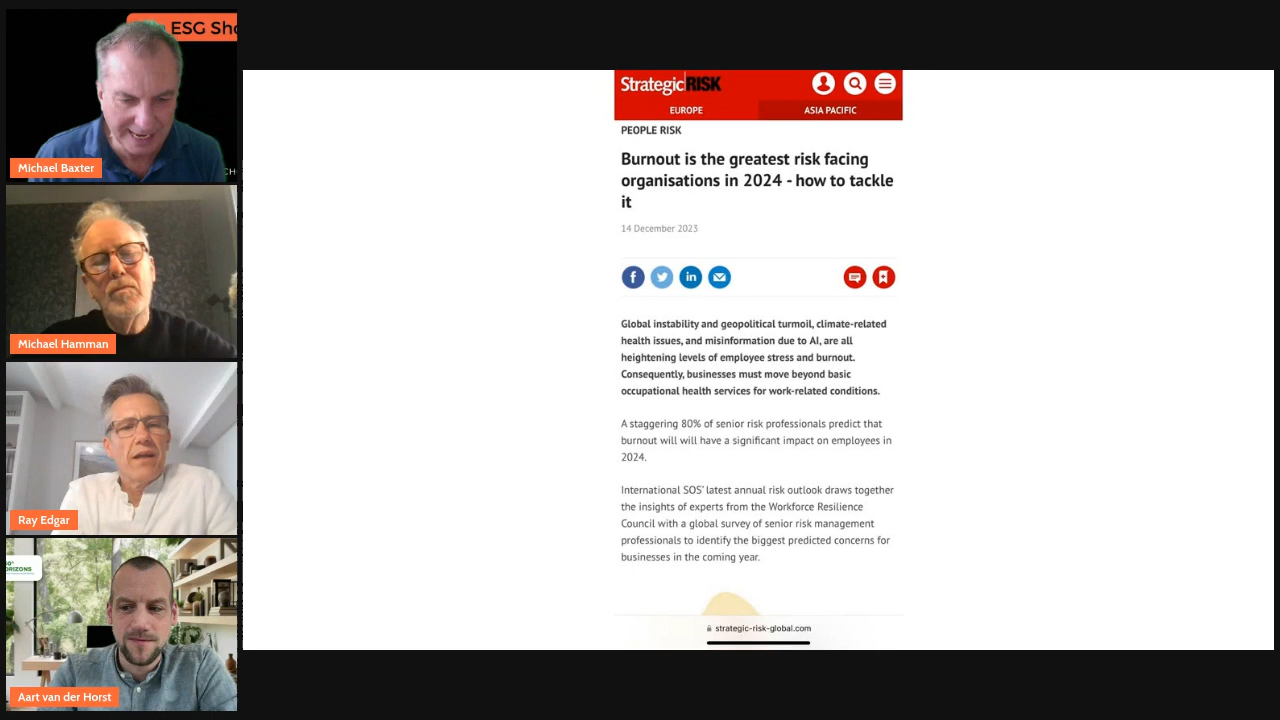 ESG Sho
Michael Baxter
Michael Hamman
Ray Edgar
ORIZONS
Aart van der Horst
StrategicRISK
EUROPE
ASIA PACIFIC
PEOPLE RISK
Burnout is the greatest risk facing
organisations in 2024 - how to tackle
it
14 December 2023
Global instability and geopolitical turmoil, climate-related
health issues, and misinformation due to AI, are all
heightening levels of employee stress and burnout.
Consequently, businesses must move beyond basic
occupational health services for work-related conditions.
A staggering 80% of senior risk professionals predict that
burnout will will have a significant impact on employees in
2024.
International SOS' latest annual risk outlook draws together
the insights of experts from the Workforce Resilience
Council with a global survey of senior risk management
professionals to identify the biggest predicted concerns for
businesses in the coming year.
strategic-risk-global.com